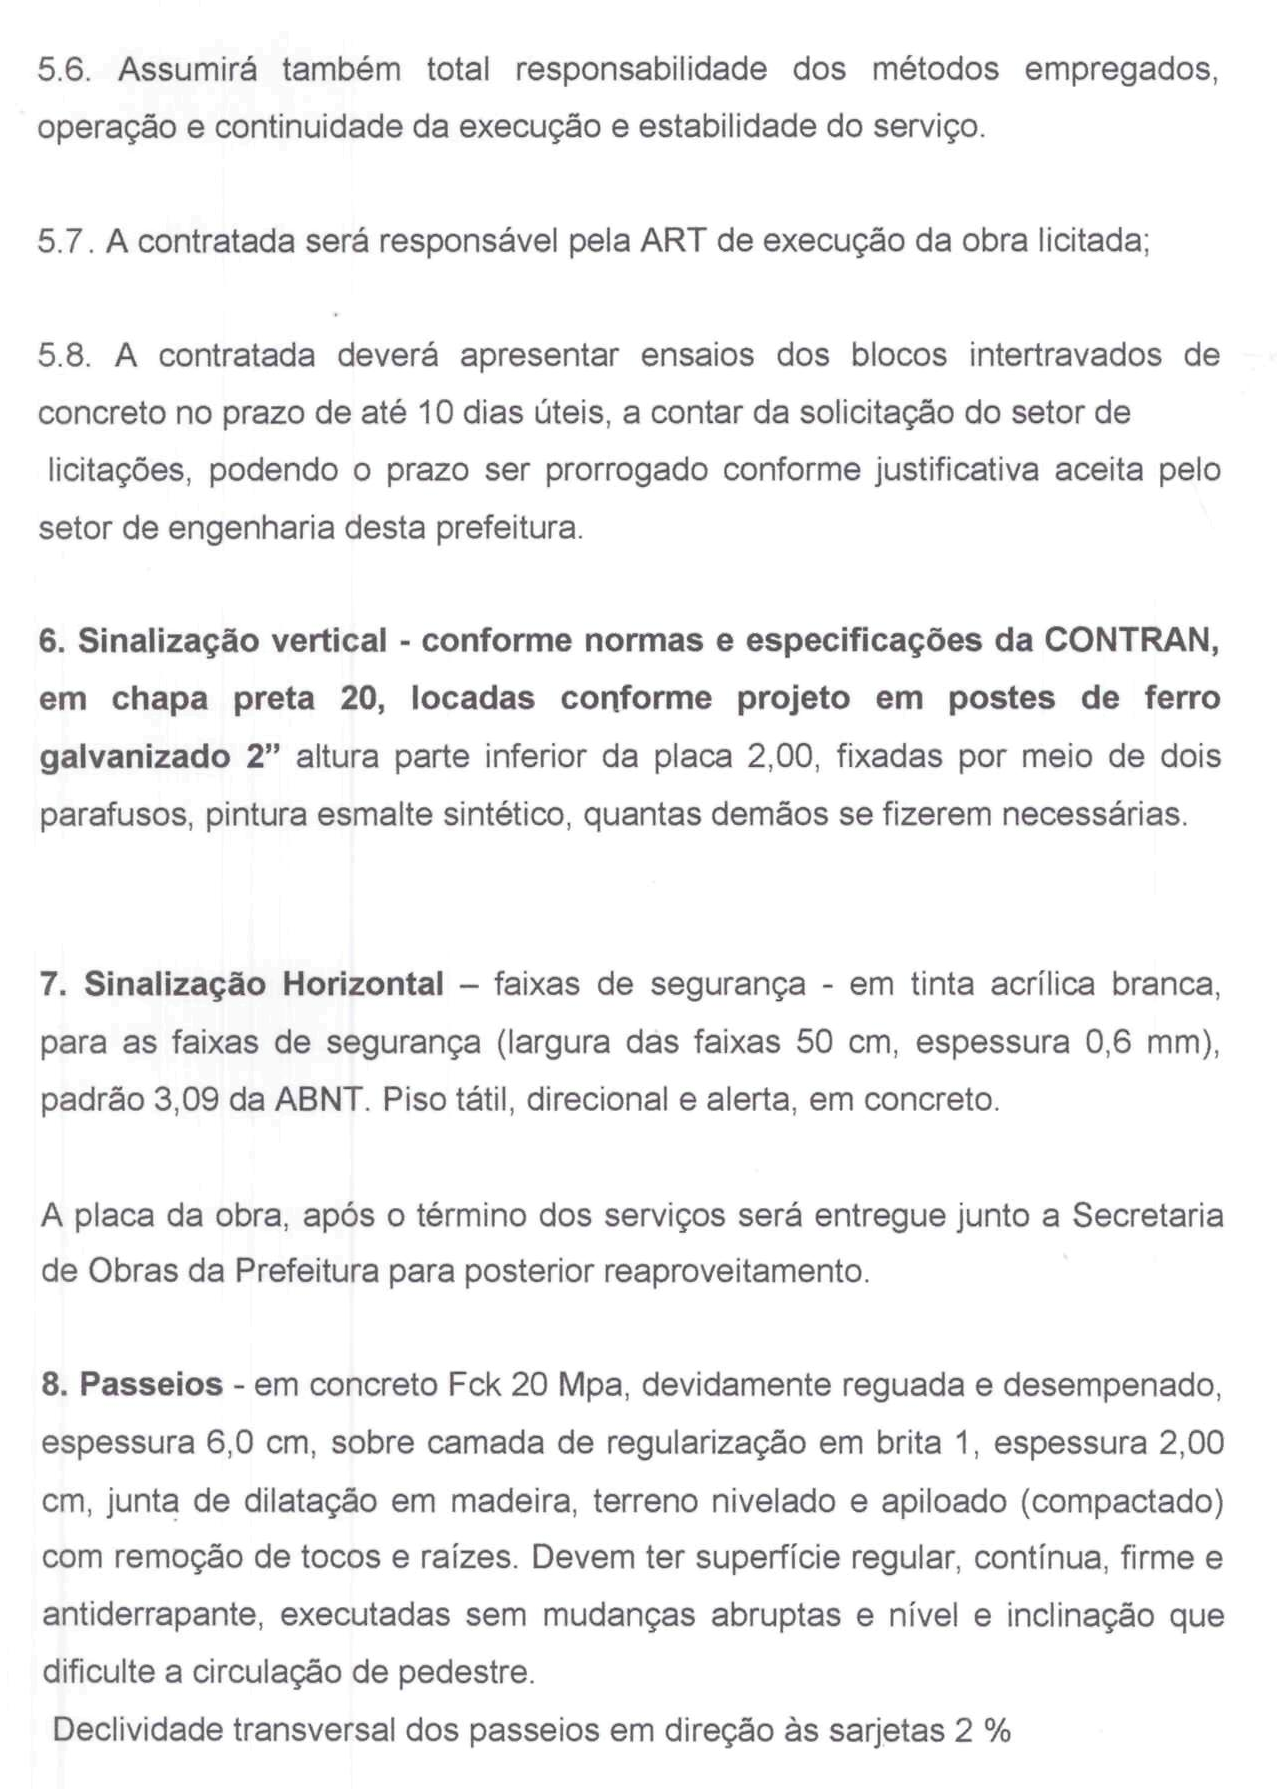 5.6. Assumirá também total responsabilidade dos métodos empregados,
operação e continuidade da execução e estabilidade do serviço.
5.7. A contratada será responsável pela ART de execução da obra licitada;
5.8. A contratada deverá apresentar ensaios dos blocos intertravados de
concreto no prazo de até 10 dias úteis, a contar da solicitação do setor de
licitações, podendo o prazo ser prorrogado conforme justificativa aceita pelo
setor de engenharia desta prefeitura.
6. Sinalização vertical - conforme normas e especificações da CONTRAN,
em chapa preta 20, locadas conforme projeto em postes de ferro
galvanizado 2” altura parte inferior da placa 2,00, fixadas por meio de dois
parafusos, pintura esmalte sintético, quantas demãos se fizerem necessárias.
7. Sinalização Horizontal – faixas de segurança - em tinta acrílica branca,
para as faixas de segurança (largura das faixas 50 cm, espessura 0,6 mm),
padrão 3,09 da ABNT. Piso tátil, direcional e alerta, em concreto.
A placa da obra, após o término dos serviços será entregue junto a Secretaria
de Obras da Prefeitura para posterior reaproveitamento.
8. Passeios - em concreto Fck 20 Mpa, devidamente reguada e desempenado,
espessura 6,0 cm, sobre camada de regularização em brita 1, espessura 2,00
cm, junta de dilatação em madeira, terreno nivelado e apiloado (compactado)
com remoção de tocos e raízes. Devem ter superfície regular, contínua, firme e
antiderrapante, executadas sem mudanças abruptas e nível e inclinação que
dificulte a circulação de pedestre.
Declividade transversal dos passeios em direção às sarjetas 2 %